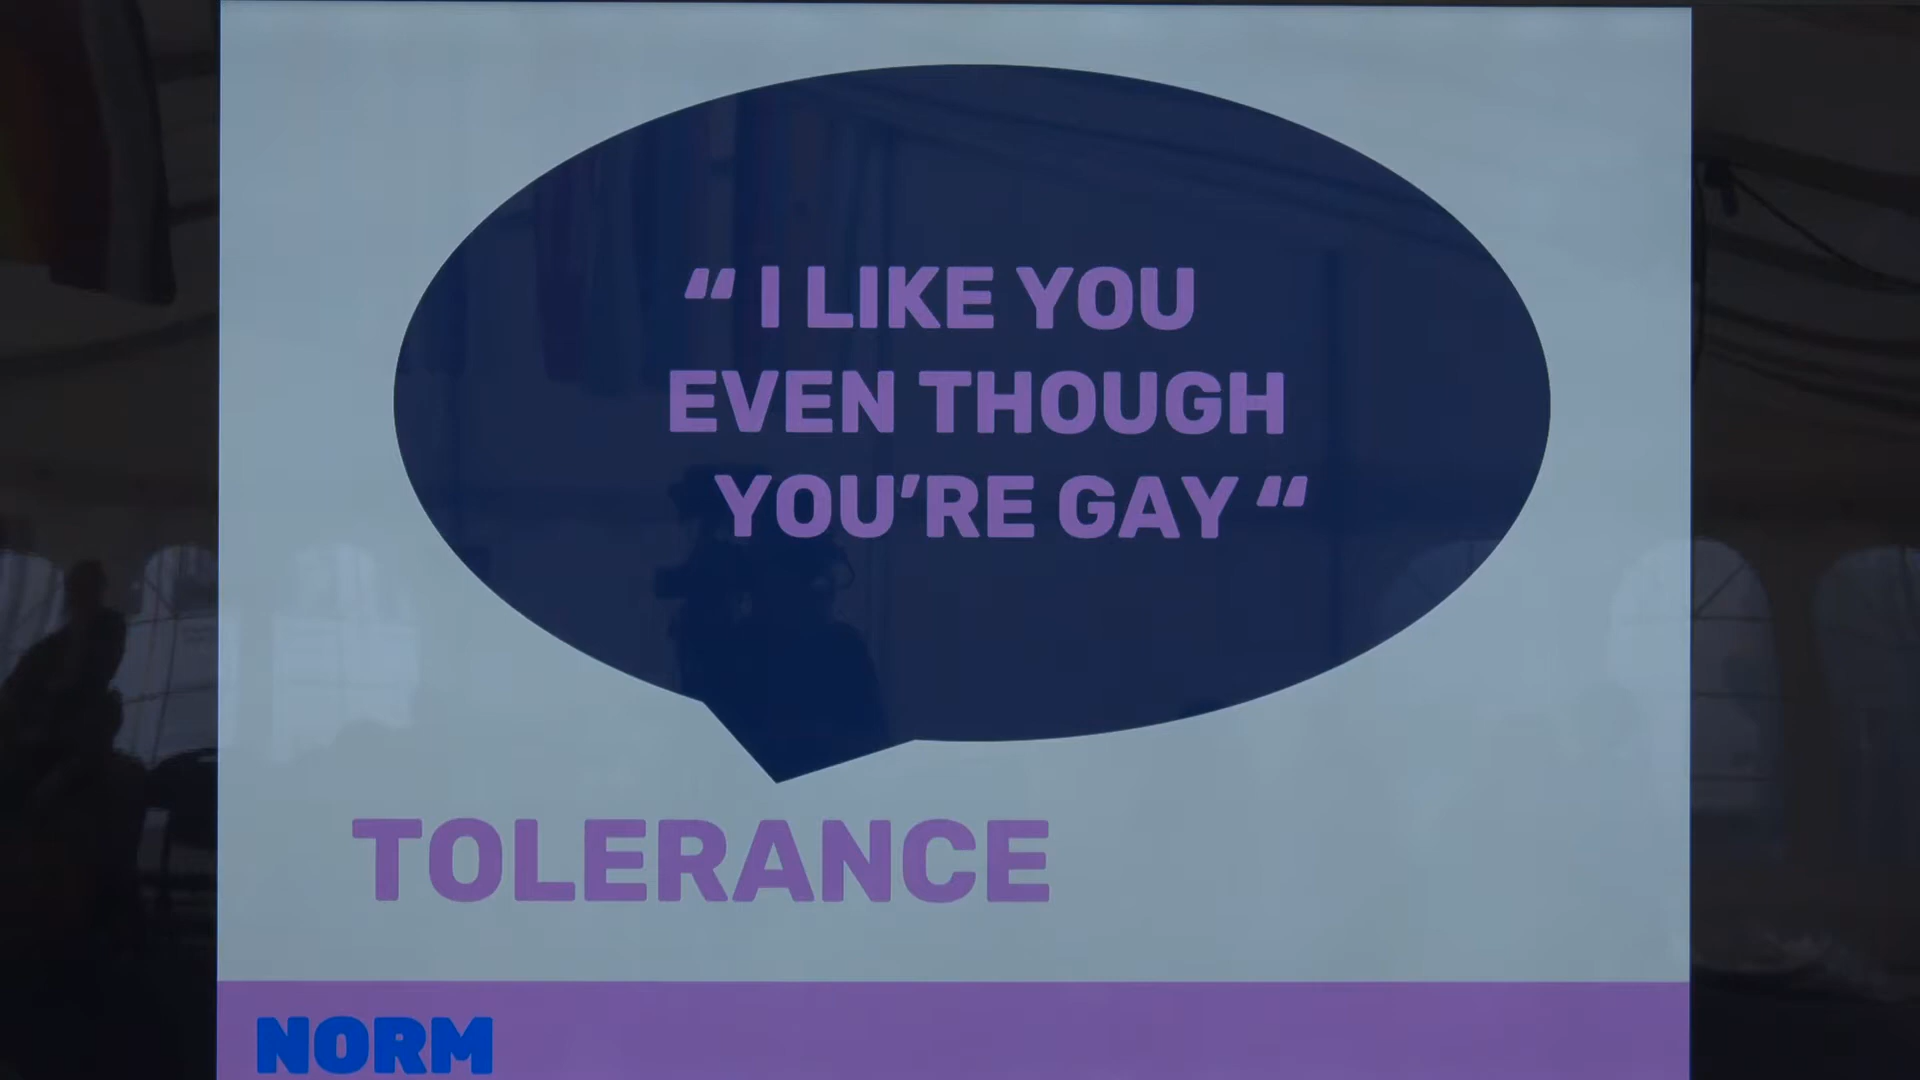 “ I LIKE YOU
EVEN THOUGH
YOU’RE GAY “
TOLERANCE
NORM